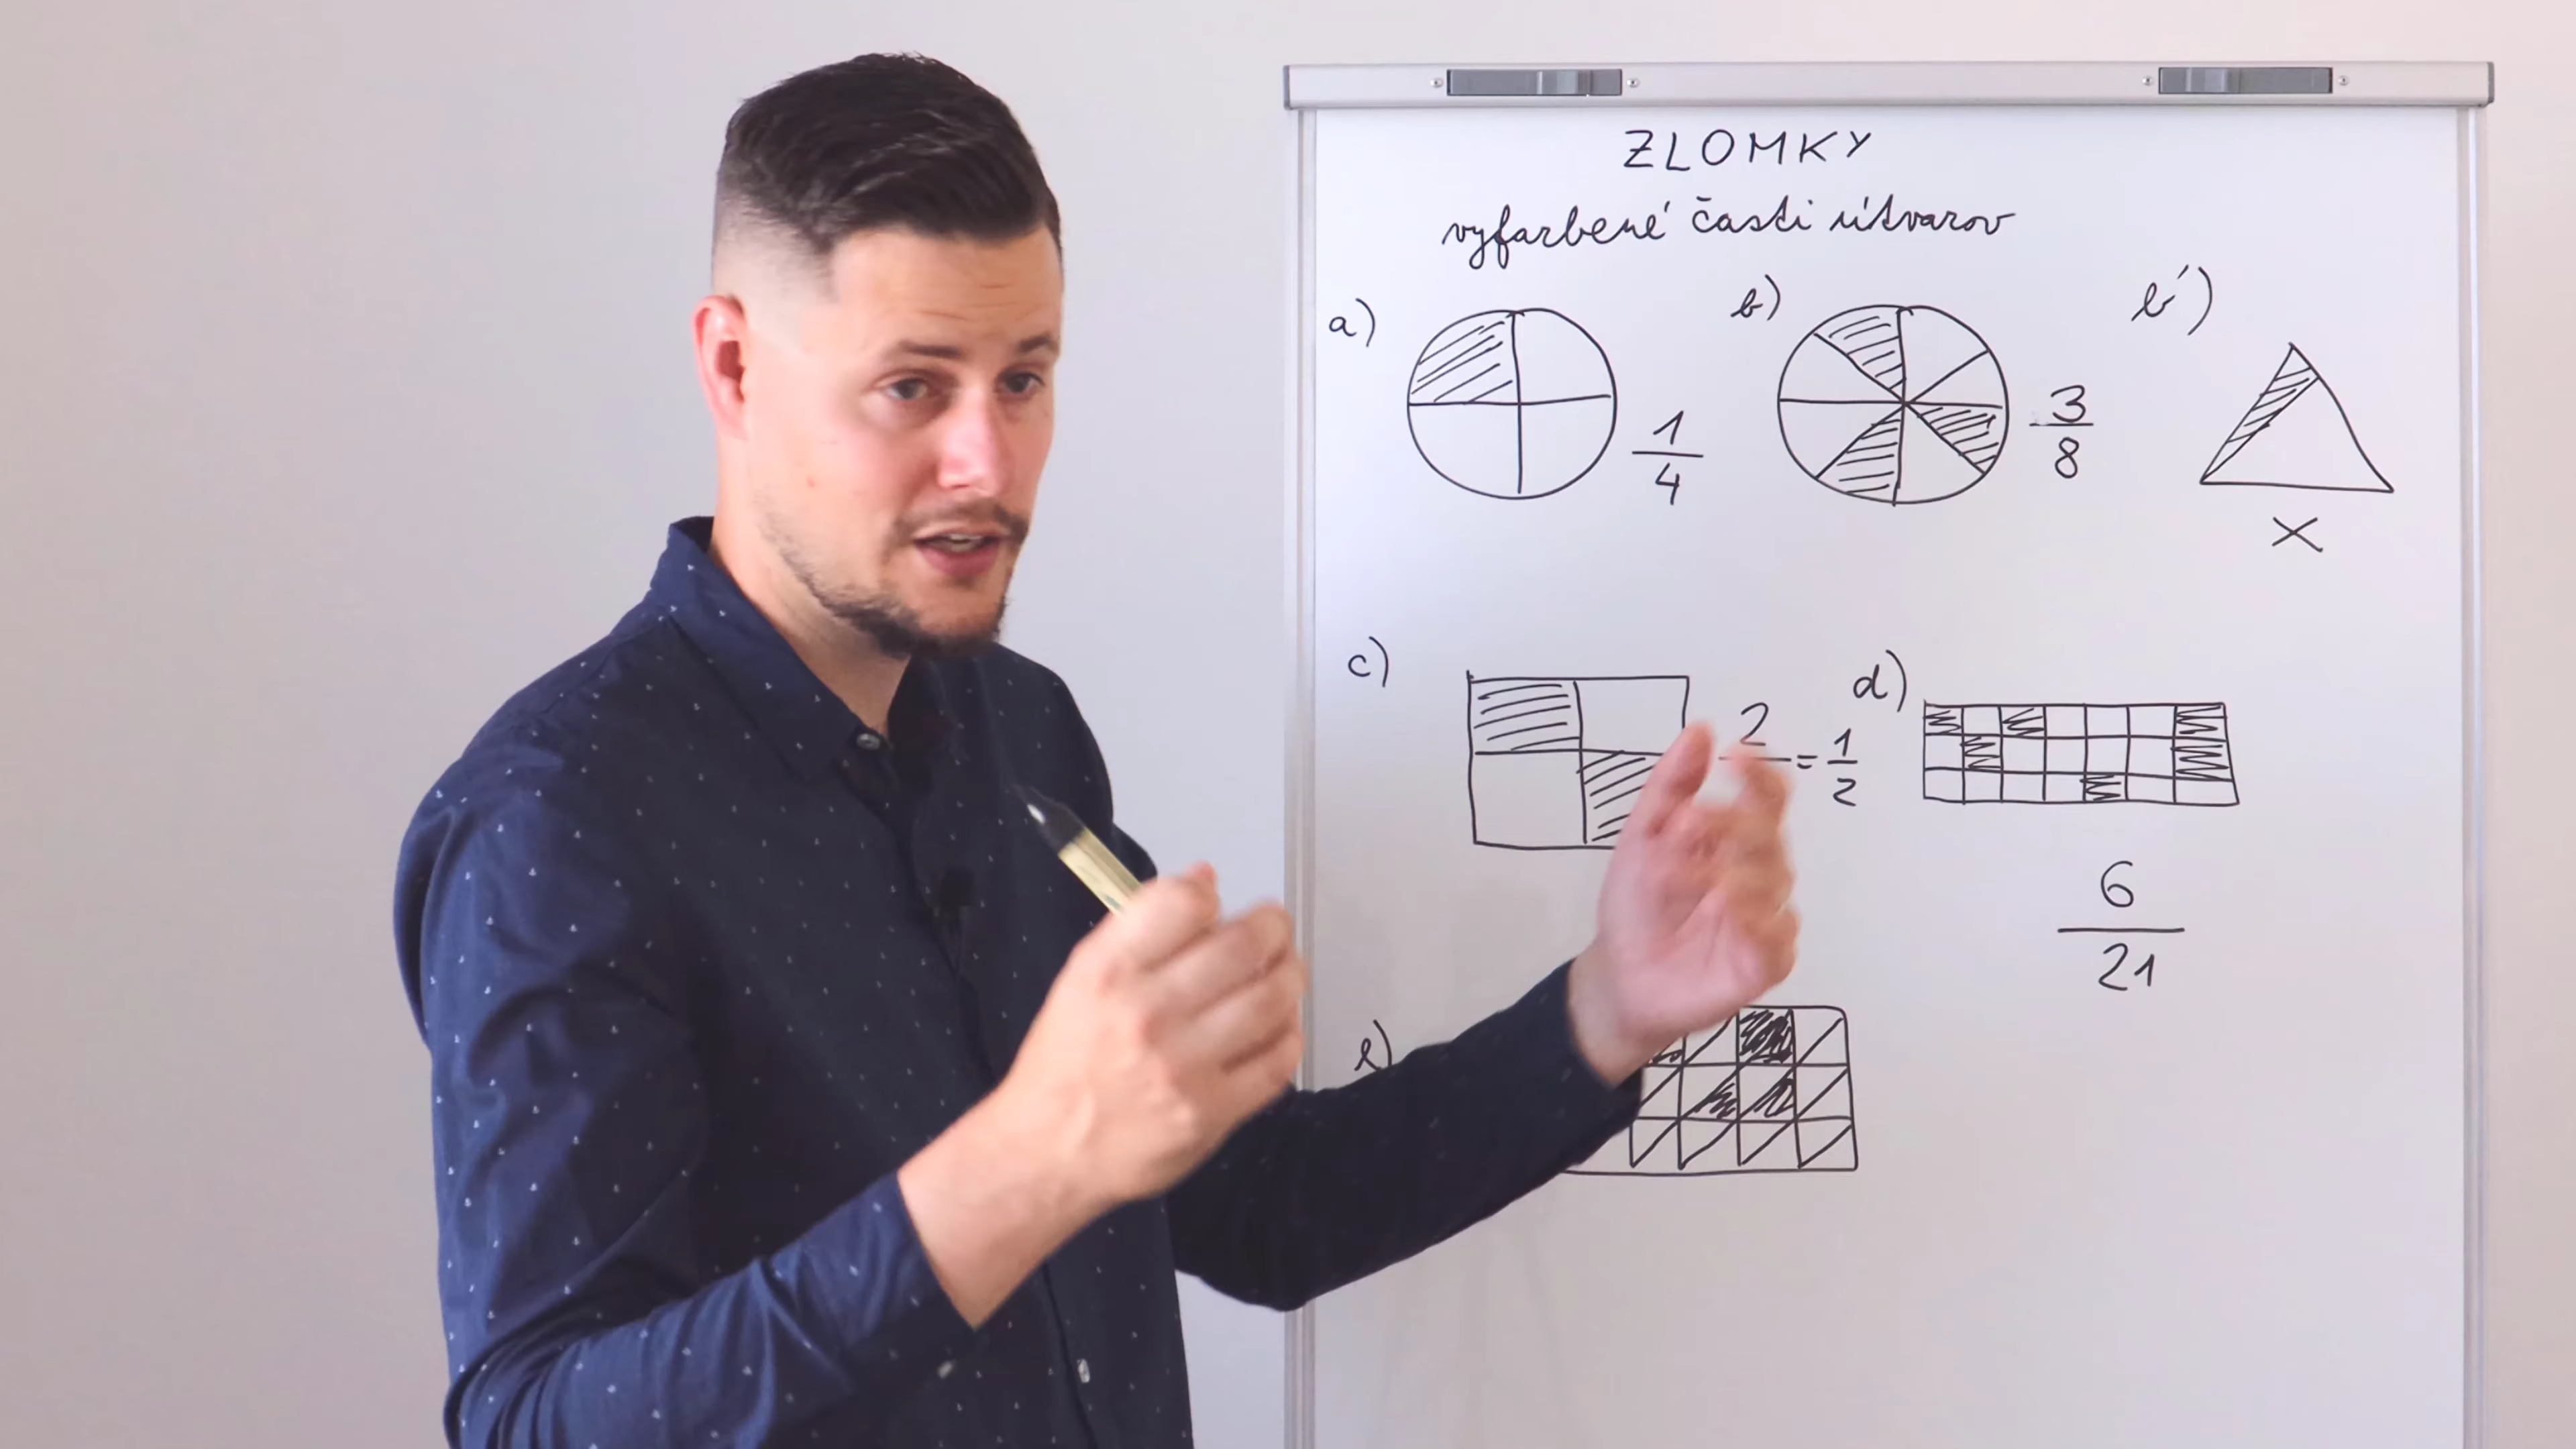 ZLOMKY
vyfarbené časti útvarov
a)
1/4
b)
3/8
b')
X
c)
2
= 1/2
d)
6/21
e)